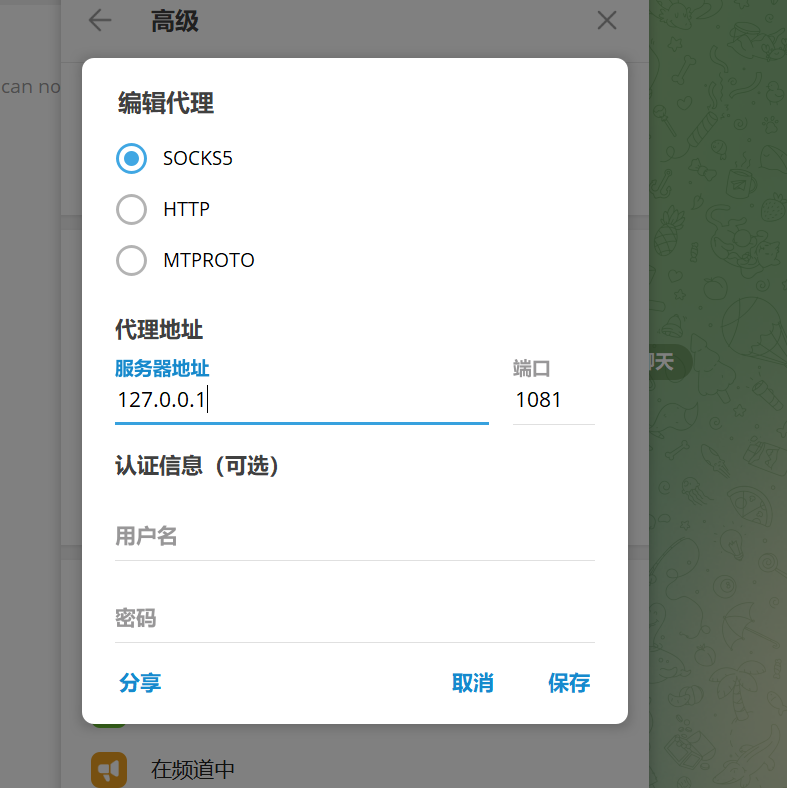 高级
can no
编辑代理
SOCKS5
HTTP
MTPROTO
代理地址
服务器地址
端口
127.0.0.1
1081
聊天
认证信息（可选）
用户名
密码
分享
取消
保存
在频道中